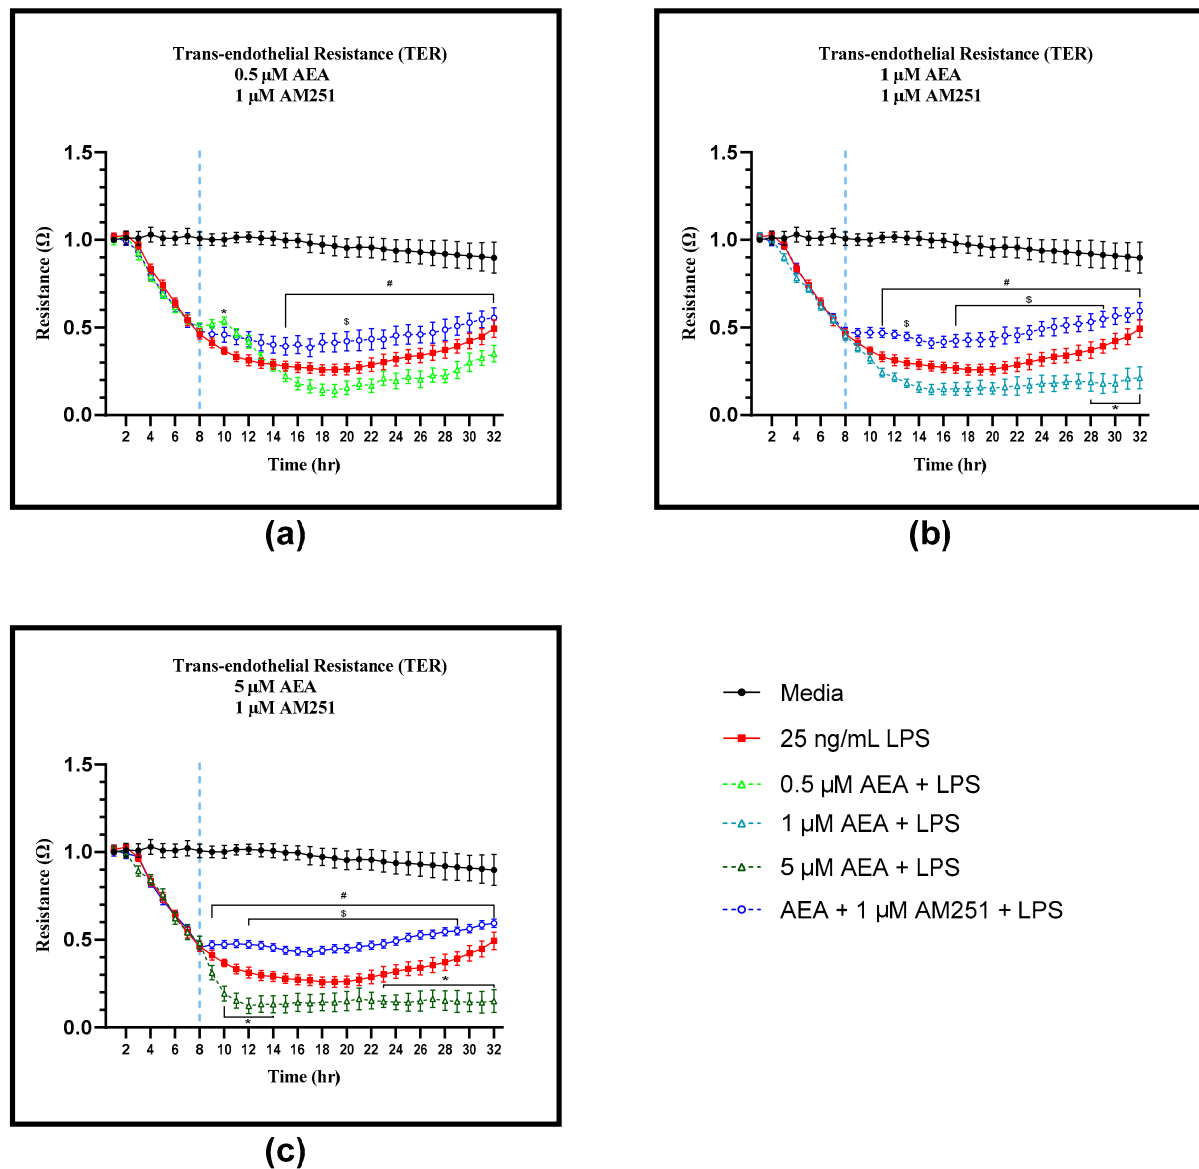 Trans-endothelial Resistance (TER)
0.5 µM AEA
1 µM AM251
1.5
1.0
0.5
0.0
Resistance (Ω)
*
#
$
2 4 6 8 10 12 14 16 18 20 22 24 26 28 30 32
Time (hr)
(a)
Trans-endothelial Resistance (TER)
1 µM AEA
1 µM AM251
1.5
1.0
0.5
0.0
Resistance (Ω)
#
$
$
*
2 4 6 8 10 12 14 16 18 20 22 24 26 28 30 32
Time (hr)
(b)
Trans-endothelial Resistance (TER)
5 µM AEA
1 µM AM251
1.5
1.0
0.5
0.0
Resistance (Ω)
#
$
*
*
2 4 6 8 10 12 14 16 18 20 22 24 26 28 30 32
Time (hr)
(c)
Media
25 ng/mL LPS
0.5 µM AEA + LPS
1 µM AEA + LPS
5 µM AEA + LPS
AEA + 1 µM AM251 + LPS